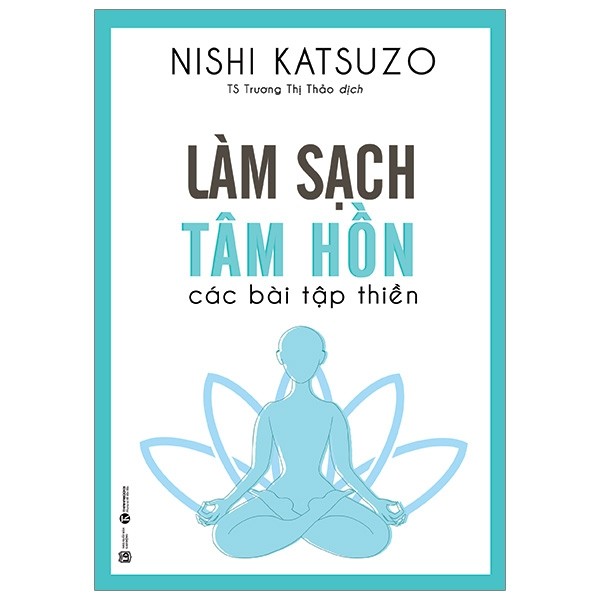 NISHI KATSUZO
TS Trương Thị Thảo dịch
LÀM SẠCH
TÂM HỒN
các bài tập thiền